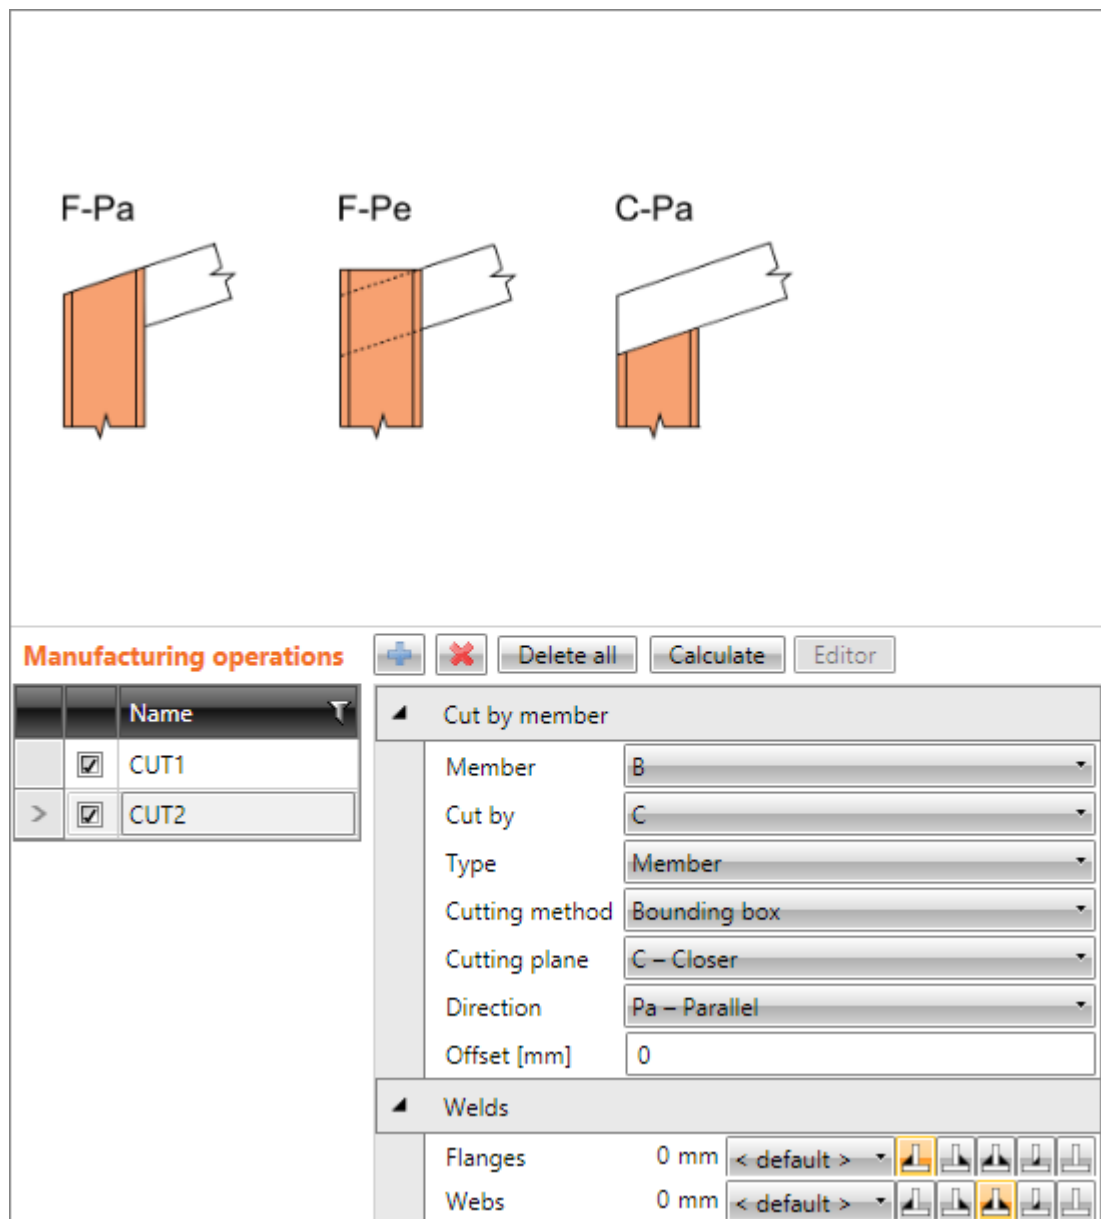 F-Pa F-Pe C-Pa
Manufacturing operations Delete all Calculate Editor
Name
CUT1
CUT2
Cut by member
Member B
Cut by C
Type Member
Cutting method Bounding box
Cutting plane C – Closer
Direction Pa – Parallel
Offset [mm] 0
Welds
Flanges 0 mm < default >
Webs 0 mm < default >